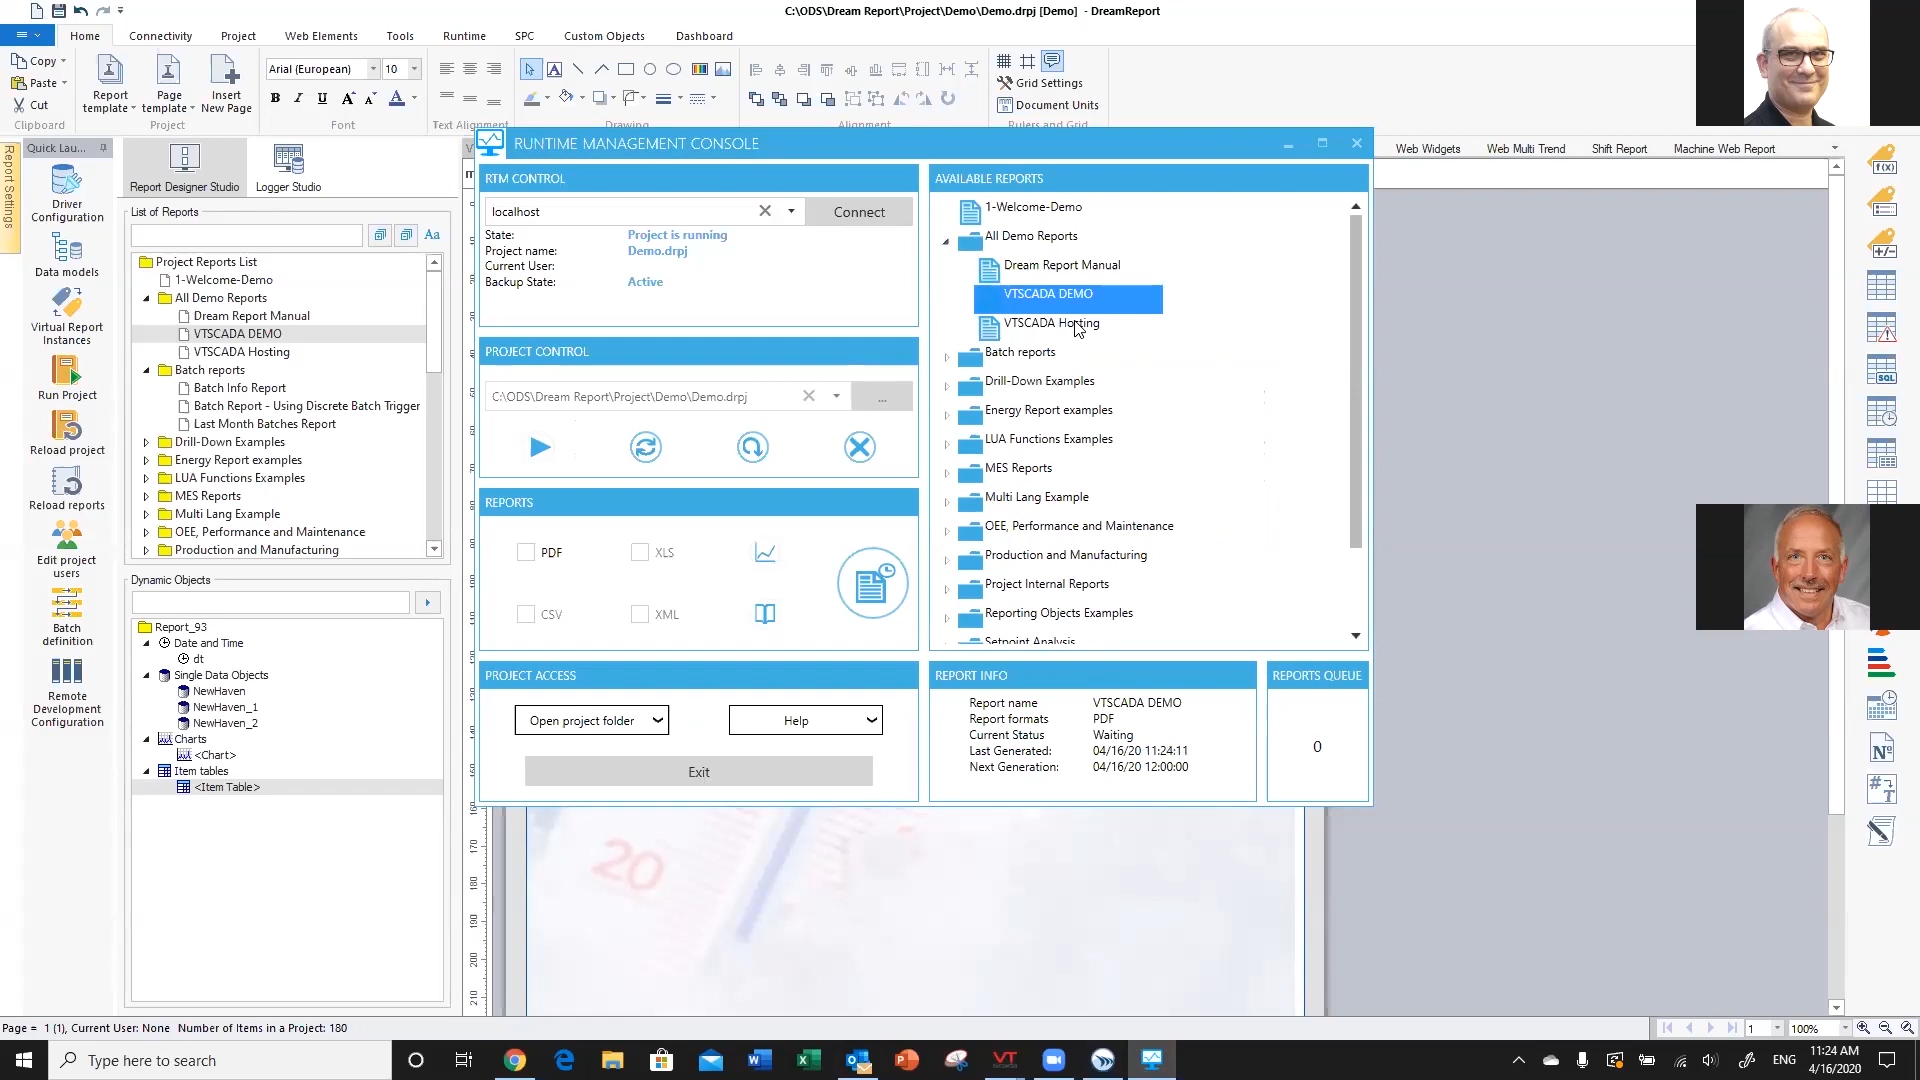 C:\ODS\Dream Report\Project\Demo\Demo.drpj [Demo] - DreamReport
Home Connectivity Project Web Elements Tools Runtime SPC Custom Objects Dashboard
Copy
Paste
Cut
Clipboard
Report template
Page template
Insert New Page
Project
Arial (European) 10
B I U A A A
Font
Text Alignment
Drawing
Alignment
Grid Settings
Document Units
Rulers and Grid
Report Settings
Quick Lau...
Driver Configuration
Data models
Virtual Report Instances
Run Project
Reload project
Reload reports
Edit project users
Batch definition
Remote Development Configuration
Report Designer Studio
Logger Studio
List of Reports
Aa
Project Reports List
1-Welcome-Demo
All Demo Reports
Dream Report Manual
VTSCADA DEMO
VTSCADA Hosting
Batch reports
Batch Info Report
Batch Report - Using Discrete Batch Trigger
Last Month Batches Report
Drill-Down Examples
Energy Report examples
LUA Functions Examples
MES Reports
Multi Lang Example
OEE, Performance and Maintenance
Production and Manufacturing
Dynamic Objects
Report_93
Date and Time
dt
Single Data Objects
NewHaven
NewHaven_1
NewHaven_2
Charts
<Chart>
Item tables
<Item Table>
RUNTIME MANAGEMENT CONSOLE
RTM CONTROL
localhost
Connect
State: Project is running
Project name: Demo.drpj
Current User:
Backup State: Active
PROJECT CONTROL
C:\ODS\Dream Report\Project\Demo\Demo.drpj
...
REPORTS
PDF XLS
CSV XML
PROJECT ACCESS
Open project folder
Help
Exit
AVAILABLE REPORTS
1-Welcome-Demo
All Demo Reports
Dream Report Manual
VTSCADA DEMO
VTSCADA Hosting
Batch reports
Drill-Down Examples
Energy Report examples
LUA Functions Examples
MES Reports
Multi Lang Example
OEE, Performance and Maintenance
Production and Manufacturing
Project Internal Reports
Reporting Objects Examples
Setpoint Analysis
REPORT INFO
Report name VTSCADA DEMO
Report formats PDF
Current Status Waiting
Last Generated: 04/16/20 11:24:11
Next Generation: 04/16/20 12:00:00
REPORTS QUEUE
0
Web Widgets Web Multi Trend Shift Report Machine Web Report
20
170
180
190
200
210
f(x)
+/-
SQL
Nº
#
T
Page = 1 (1), Current User: None Number of Items in a Project: 180
1
100%
Type here to search
VT
ENG
11:24 AM
4/16/2020